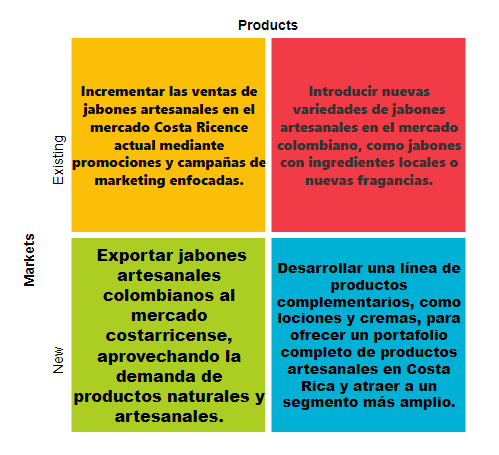 Products
Existing
Incrementar las ventas de
jabones artesanales en el
mercado Costa Ricence
actual mediante
promociones y campañas de
marketing enfocadas.
Introducir nuevas
variedades de jabones
artesanales en el mercado
colombiano, como jabones
con ingredientes locales o
nuevas fragancias.
Markets
New
Exportar jabones
artesanales
colombianos al
mercado
costarricense,
aprovechando la
demanda de
productos naturales y
artesanales.
Desarrollar una línea de
productos
complementarios, como
lociones y cremas, para
ofrecer un portafolio
completo de productos
artesanales en Costa
Rica y atraer a un
segmento más amplio.